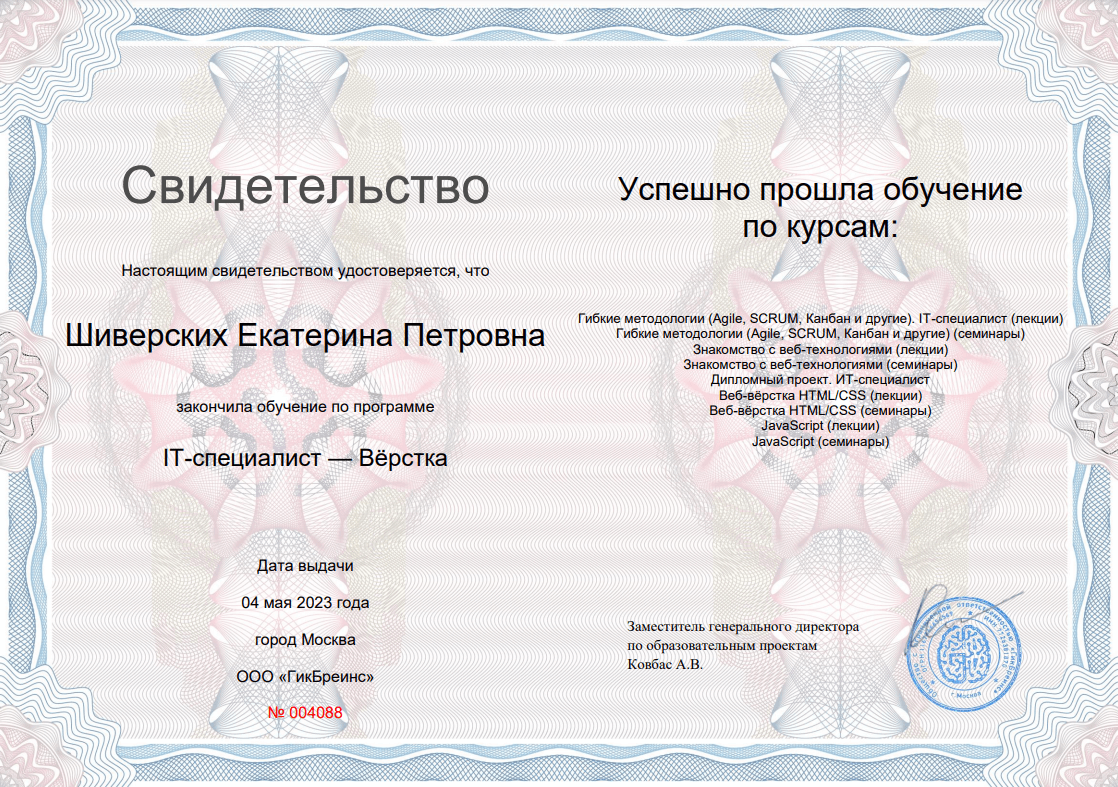 Свидетельство
Настоящим свидетельством удостоверяется, что
Шиверских Екатерина Петровна
закончила обучение по программе
IT-специалист — Вёрстка
Дата выдачи
04 мая 2023 года
город Москва
ООО «ГикБреинс»
№ 004088
Успешно прошла обучение
по курсам:
Гибкие методологии (Agile, SCRUM, Канбан и другие). IT-специалист (лекции)
Гибкие методологии (Agile, SCRUM, Канбан и другие) (семинары)
Знакомство с веб-технологиями (лекции)
Знакомство с веб-технологиями (семинары)
Дипломный проект. ИТ-специалист
Веб-вёрстка HTML/CSS (лекции)
Веб-вёрстка HTML/CSS (семинары)
JavaScript (лекции)
JavaScript (семинары)
Заместитель генерального директора
по образовательным проектам
Ковбас А.В.
г. Москва